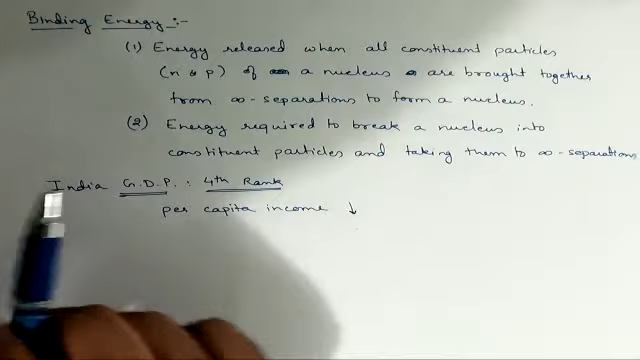 Binding Energy :-
(1) Energy released when all constituent particles
(n & p) of a nucleus are brought together
from ∞-separations to form a nucleus.
(2) Energy required to break a nucleus into
constituent particles and taking them to ∞-separations
India G.D.P. : 4th Rank
per capita income ↓